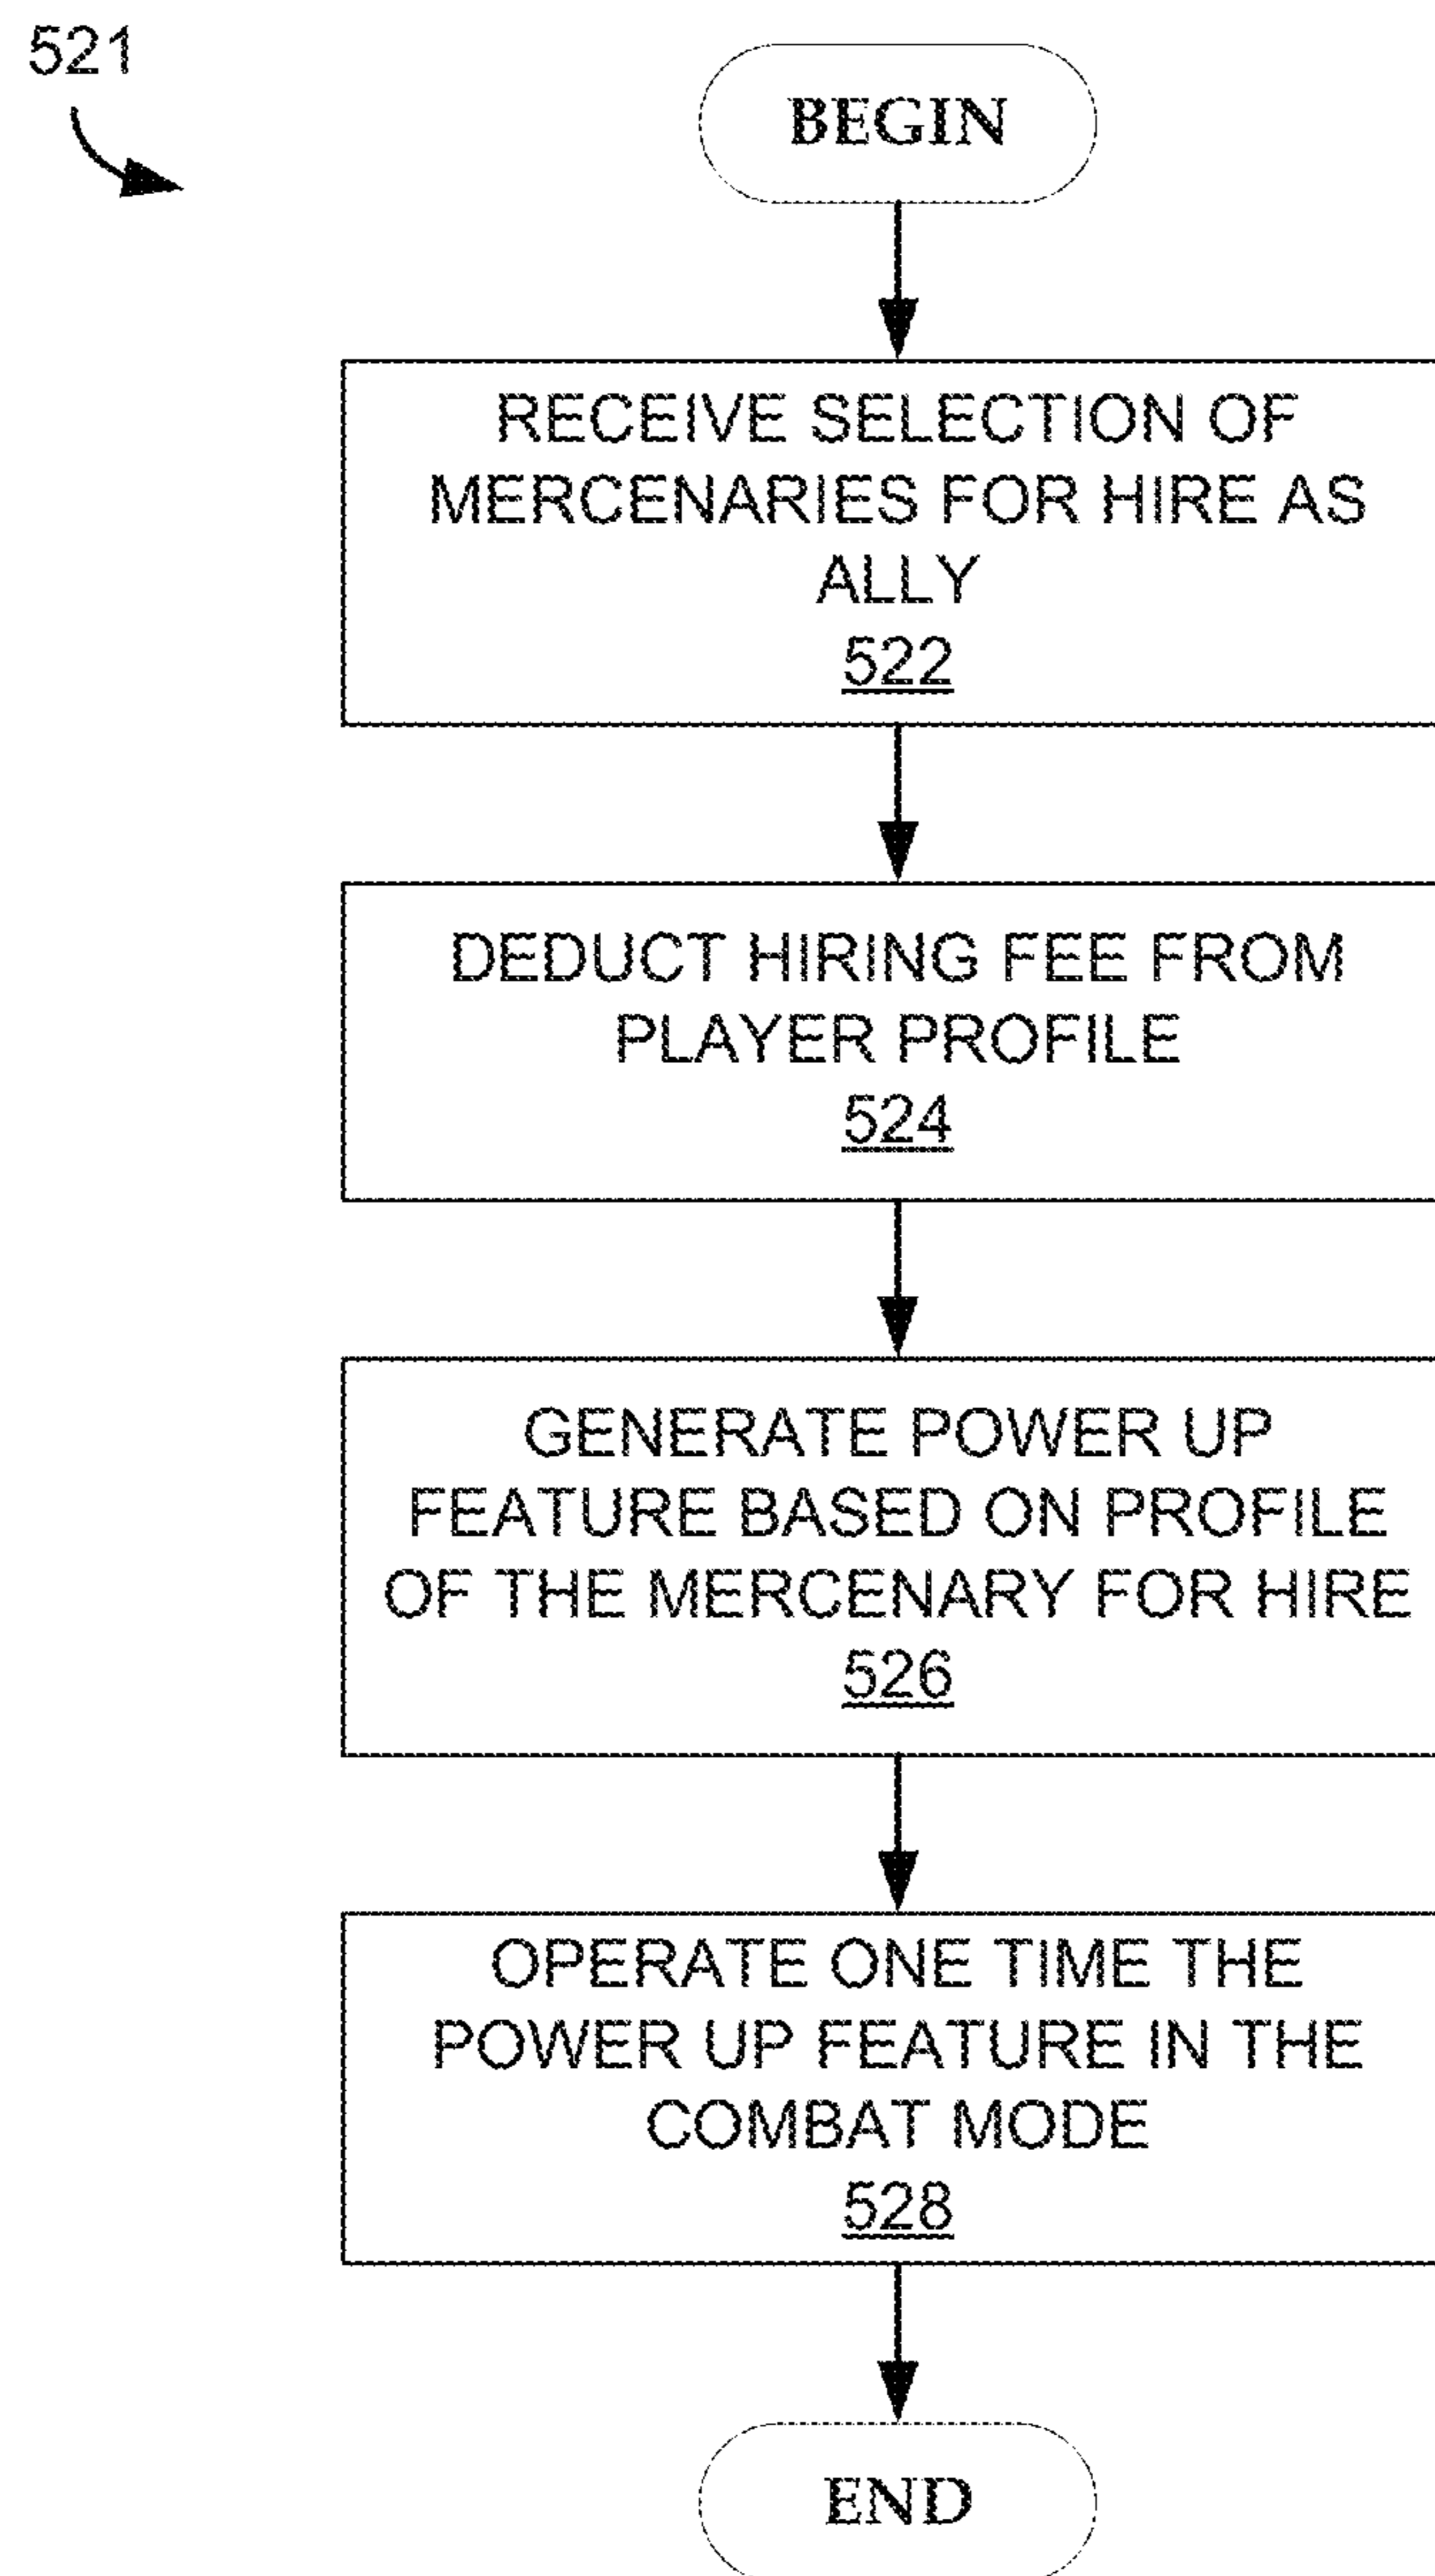 521
BEGIN
RECEIVE SELECTION OF
MERCENARIES FOR HIRE AS
ALLY
522
DEDUCT HIRING FEE FROM
PLAYER PROFILE
524
GENERATE POWER UP
FEATURE BASED ON PROFILE
OF THE MERCENARY FOR HIRE
526
OPERATE ONE TIME THE
POWER UP FEATURE IN THE
COMBAT MODE
528
END